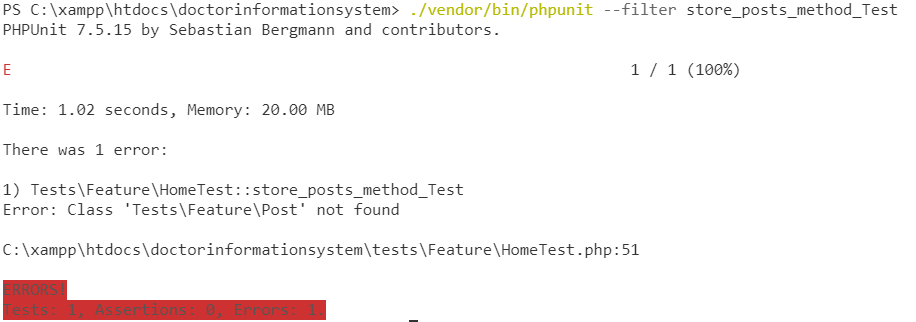 PS C:\xampp\htdocs\doctorinformationsystem> ./vendor/bin/phpunit --filter store_posts_method_Test
PHPUnit 7.5.15 by Sebastian Bergmann and contributors.
E 1 / 1 (100%)
Time: 1.02 seconds, Memory: 20.00 MB
There was 1 error:
1) Tests\Feature\HomeTest::store_posts_method_Test
Error: Class 'Tests\Feature\Post' not found
C:\xampp\htdocs\doctorinformationsystem\tests\Feature\HomeTest.php:51
ERRORS!
Tests: 1, Assertions: 0, Errors: 1.